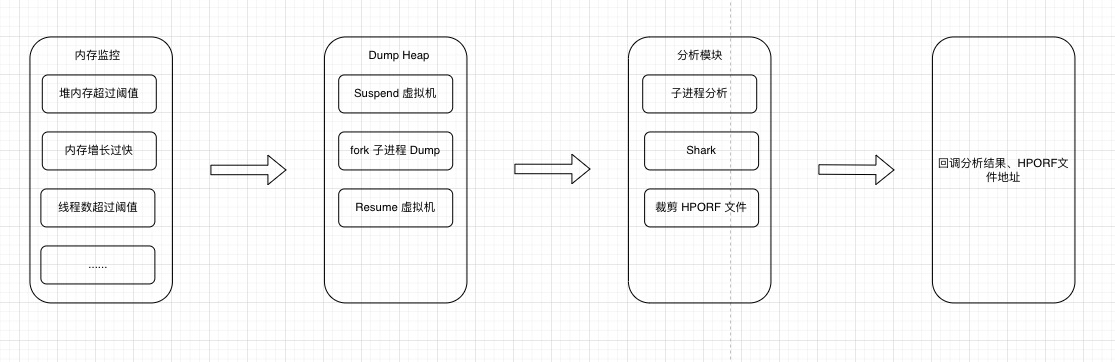 内存监控
堆内存超过阈值
内存增长过快
线程数超过阈值
......
Dump Heap
Suspend 虚拟机
fork 子进程 Dump
Resume 虚拟机
分析模块
子进程分析
Shark
裁剪 HPORF 文件
回调分析结果、HPORF文
件地址